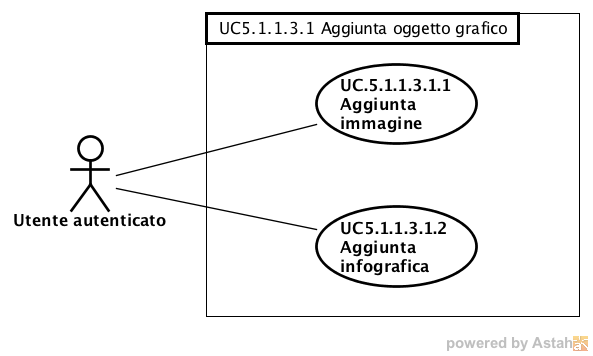 UC5.1.1.3.1 Aggiunta oggetto grafico
UC.5.1.1.3.1.1
Aggiunta
immagine
Utente autenticato
UC5.1.1.3.1.2
Aggiunta
infografica
powered by Astah